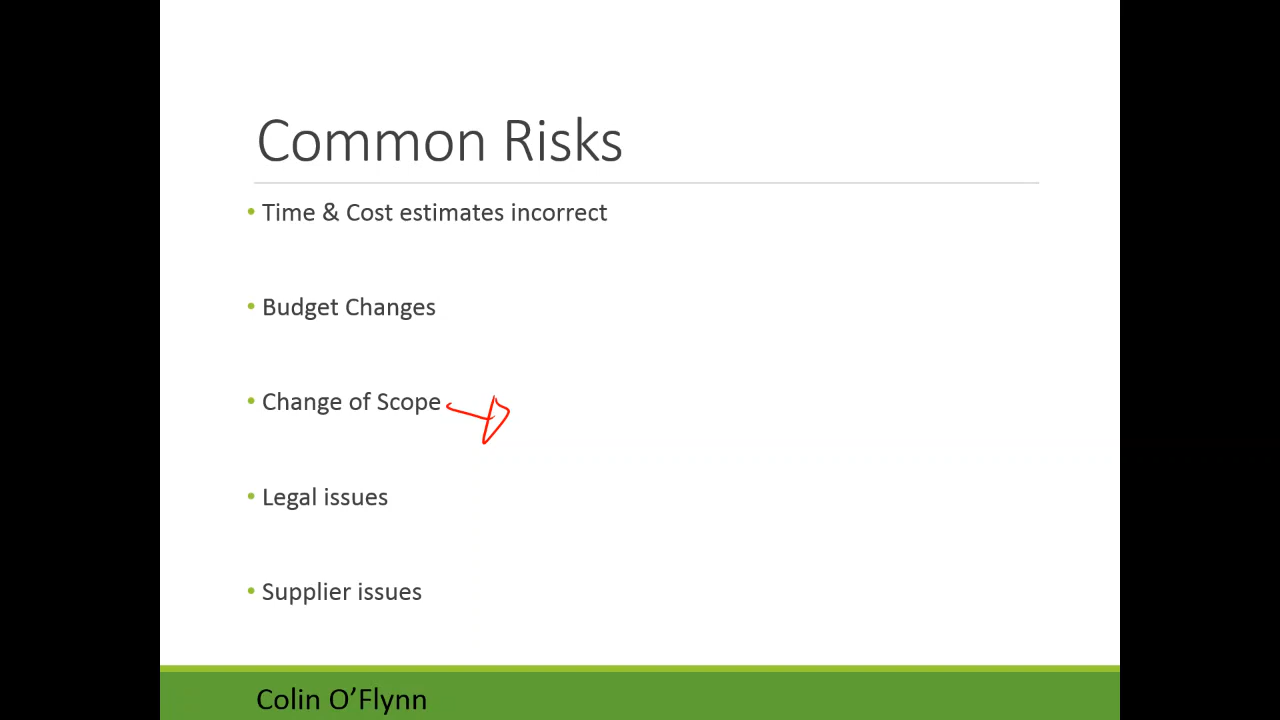 Common Risks
• Time & Cost estimates incorrect
• Budget Changes
• Change of Scope
• Legal issues
• Supplier issues
Colin O’Flynn